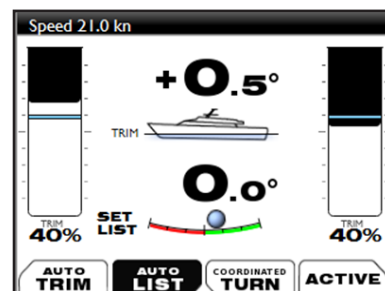 Speed 21.0 kn
+0.5°
TRIM
0.0°
SET
LIST
TRIM
40%
TRIM
40%
AUTO
TRIM
AUTO
LIST
COORDINATED
TURN
ACTIVE